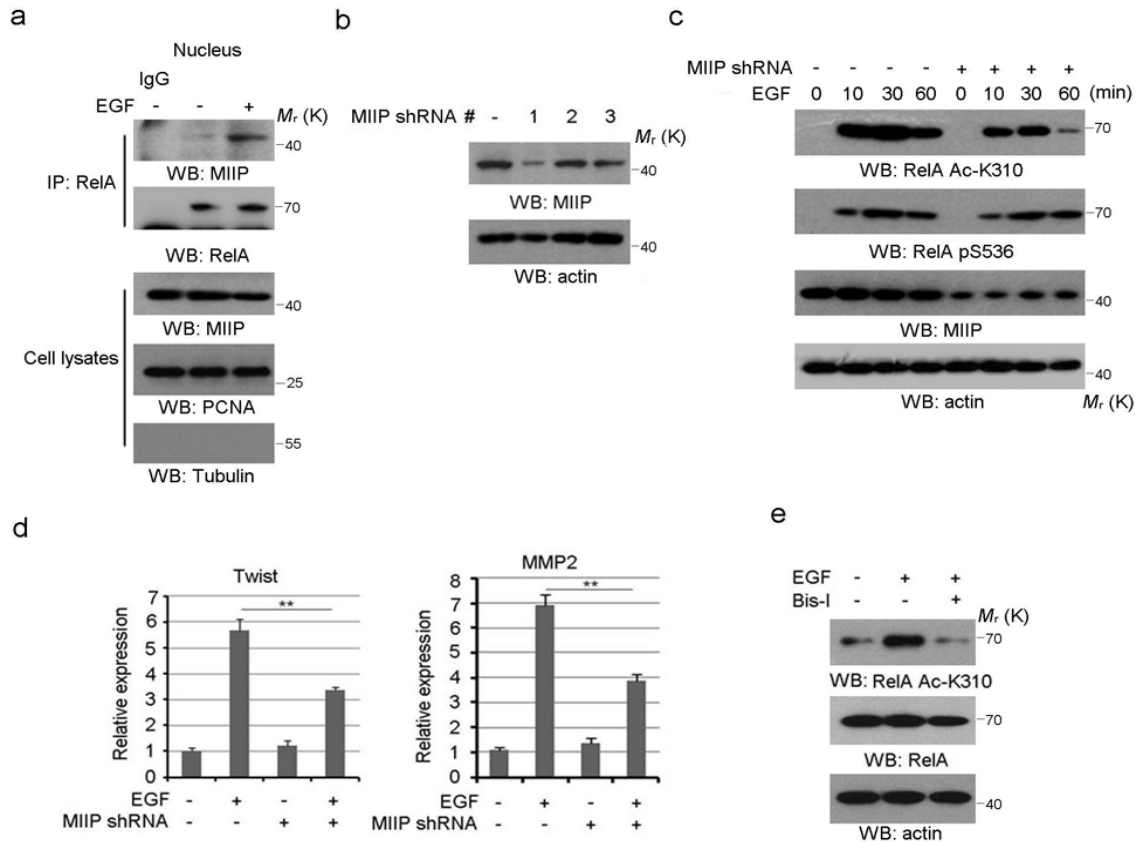 a
Nucleus
IgG
EGF - - +
Mr (K)
40
IP: RelA
WB: MIIP
70
WB: RelA
40
WB: MIIP
Cell lysates
25
WB: PCNA
55
WB: Tubulin
b
MIIP shRNA # - 1 2 3
Mr (K)
40
WB: MIIP
40
WB: actin
c
MIIP shRNA - - - - + + + +
EGF 0 10 30 60 0 10 30 60 (min)
70
WB: RelA Ac-K310
70
WB: RelA pS536
40
WB: MIIP
40
WB: actin
Mr (K)
d
Twist
**
Relative expression
7
6
5
4
3
2
1
0
EGF - + - +
MIIP shRNA - - + +
MMP2
**
Relative expression
8
7
6
5
4
3
2
1
0
EGF - + - +
MIIP shRNA - - + +
e
EGF - + +
Bis-I - - +
Mr (K)
70
WB: RelA Ac-K310
70
WB: RelA
40
WB: actin